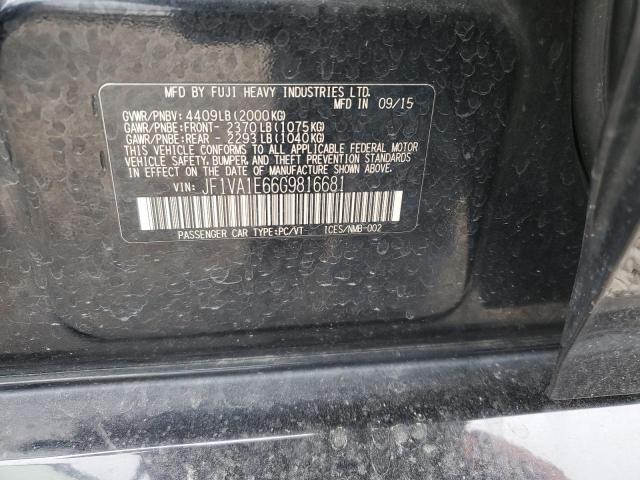 MFD BY FUJI HEAVY INDUSTRIES LTD.
MFD IN 09/15
GVWR/PNBV: 4409LB(2000KG)
GAWR/PNBE:FRONT- 2370LB(1075KG)
GAWR/PNBE:REAR - 2293LB(1040KG)
THIS VEHICLE CONFORMS TO ALL APPLICABLE FEDERAL MOTOR
VEHICLE SAFETY, BUMPER, AND THEFT PREVENTION STANDARDS
IN EFFECT ON THE DATE OF MANUFACTURE SHOWN ABOVE.
VIN: JF1VA1E66G9816681
PASSENGER CAR TYPE:PC/VT ICES/NMB-002